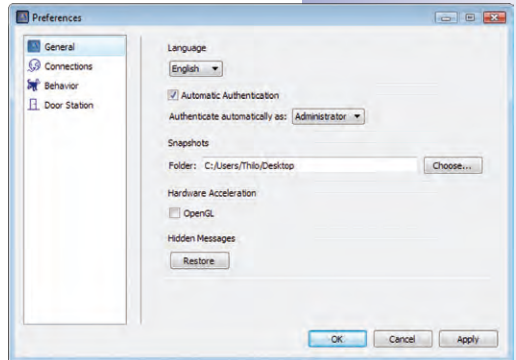 Preferences
General
Connections
Behavior
Door Station
Language
English
Automatic Authentication
Authenticate automatically as: Administrator
Snapshots
Folder: C:/Users/Thilo/Desktop Choose...
Hardware Acceleration
OpenGL
Hidden Messages
Restore
OK Cancel Apply